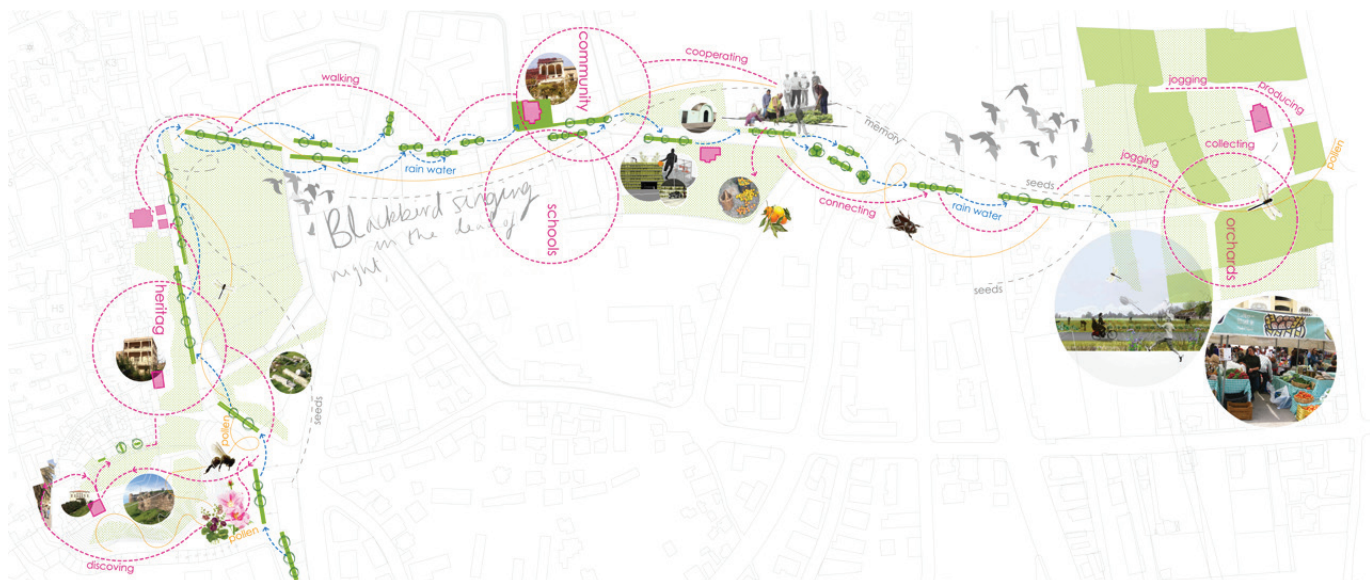 community
cooperating
walking
jogging
producing
memory
collecting
pollen
rain water
seeds
jogging
connecting
rain water
Blackbird singing
in the dead of
night
schools
orchards
seeds
heritag
seeds
pollen
pollen
discoving